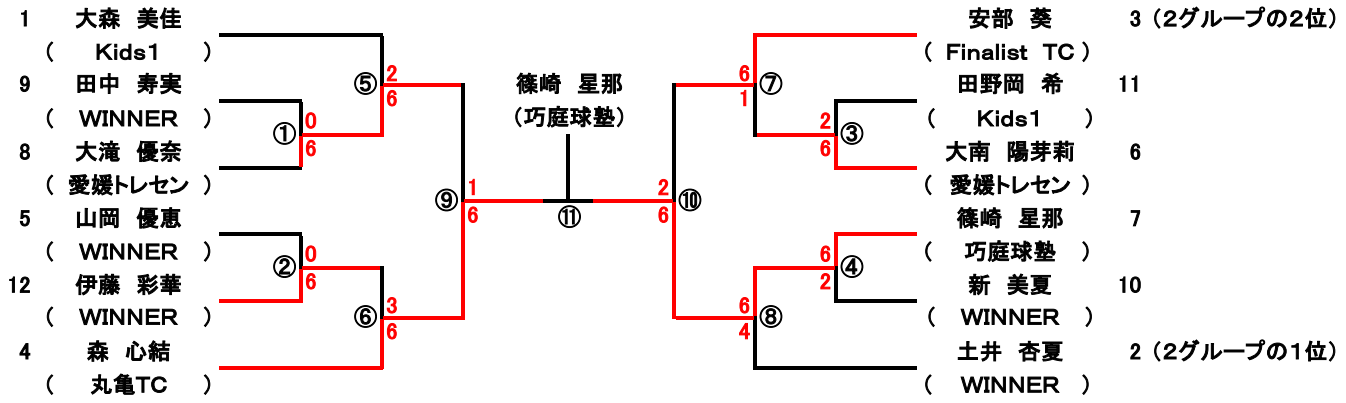 1 大森 美佳
( Kids1 )
9 田中 寿実
( WINNER )
8 大滝 優奈
( 愛媛トレセン )
5 山岡 優恵
( WINNER )
12 伊藤 彩華
( WINNER )
4 森 心結
( 丸亀TC )
① 0
6
② 0
6
⑤ 2
6
⑥ 3
6
⑨ 1
6
篠崎 星那
(巧庭球塾)
⑪
2 ⑩
6
6 ⑦
1
6 ⑧
4
2 ③
6
6 ④
2
安部 葵 3 (2グループの2位)
( Finalist TC )
田野岡 希 11
( Kids1 )
大南 陽芽莉 6
( 愛媛トレセン )
篠崎 星那 7
( 巧庭球塾 )
新 美夏 10
( WINNER )
土井 杏夏 2 (2グループの1位)
( WINNER )